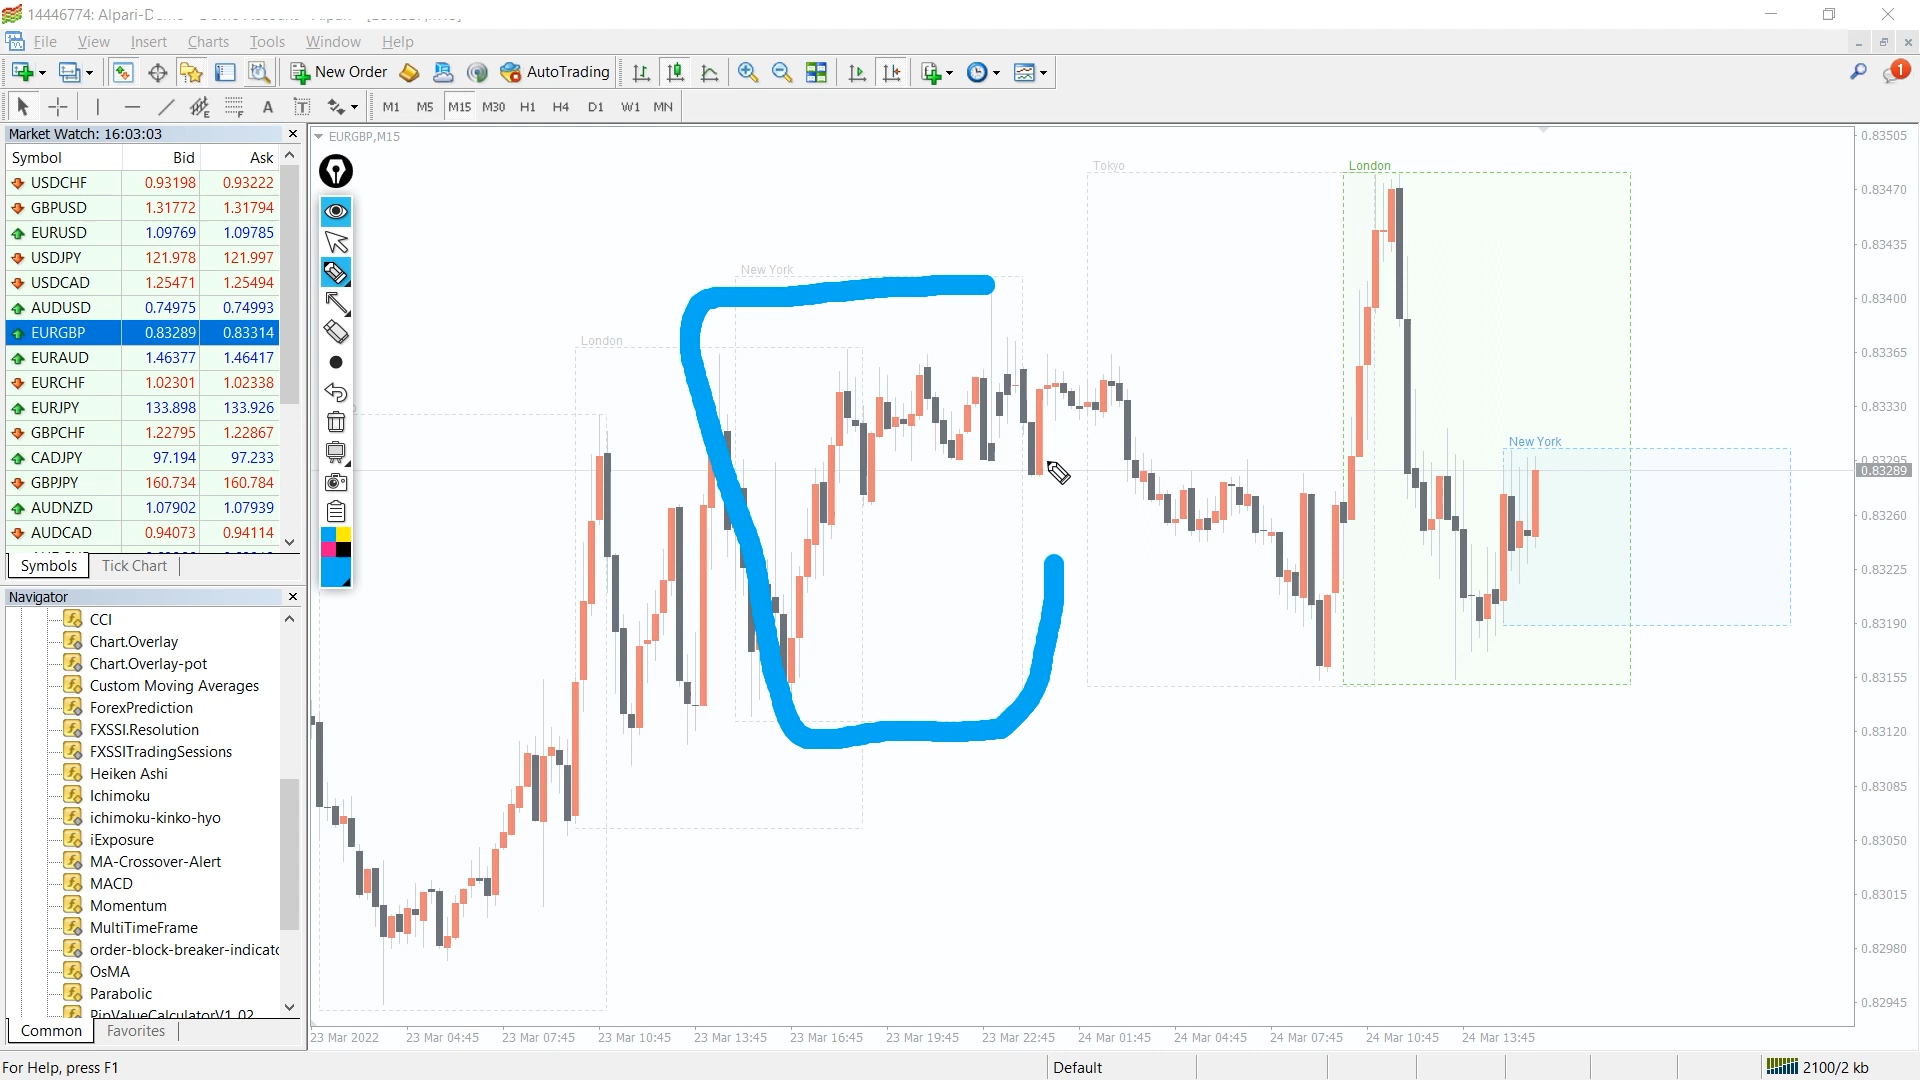 14446774: Alpari-D
File View Insert Charts Tools Window Help
New Order AutoTrading
1
A T M1 M5 M15 M30 H1 H4 D1 W1 MN
Market Watch: 16:03:03
Symbol Bid Ask
USDCHF 0.93198 0.93222
GBPUSD 1.31772 1.31794
EURUSD 1.09769 1.09785
USDJPY 121.978 121.997
USDCAD 1.25471 1.25494
AUDUSD 0.74975 0.74993
EURGBP 0.83289 0.83314
EURAUD 1.46377 1.46417
EURCHF 1.02301 1.02338
EURJPY 133.898 133.926
GBPCHF 1.22795 1.22867
CADJPY 97.194 97.233
GBPJPY 160.734 160.784
AUDNZD 1.07902 1.07939
AUDCAD 0.94073 0.94114
Symbols Tick Chart
Navigator
CCI
Chart.Overlay
Chart.Overlay-pot
Custom Moving Averages
ForexPrediction
FXSSI.Resolution
FXSSITradingSessions
Heiken Ashi
Ichimoku
ichimoku-kinko-hyo
iExposure
MA-Crossover-Alert
MACD
Momentum
MultiTimeFrame
order-block-breaker-indicato
OsMA
Parabolic
PipValueCalculatorV1_02
Common Favorites
EURGBP,M15
London
New York
Tokyo
London
New York
0.83505
0.83470
0.83435
0.83400
0.83365
0.83330
0.83295
0.83289
0.83260
0.83225
0.83190
0.83155
0.83120
0.83085
0.83050
0.83015
0.82980
0.82945
23 Mar 2022 23 Mar 04:45 23 Mar 07:45 23 Mar 10:45 23 Mar 13:45 23 Mar 16:45 23 Mar 19:45 23 Mar 22:45 24 Mar 01:45 24 Mar 04:45 24 Mar 07:45 24 Mar 10:45 24 Mar 13:45
For Help, press F1 Default 2100/2 kb